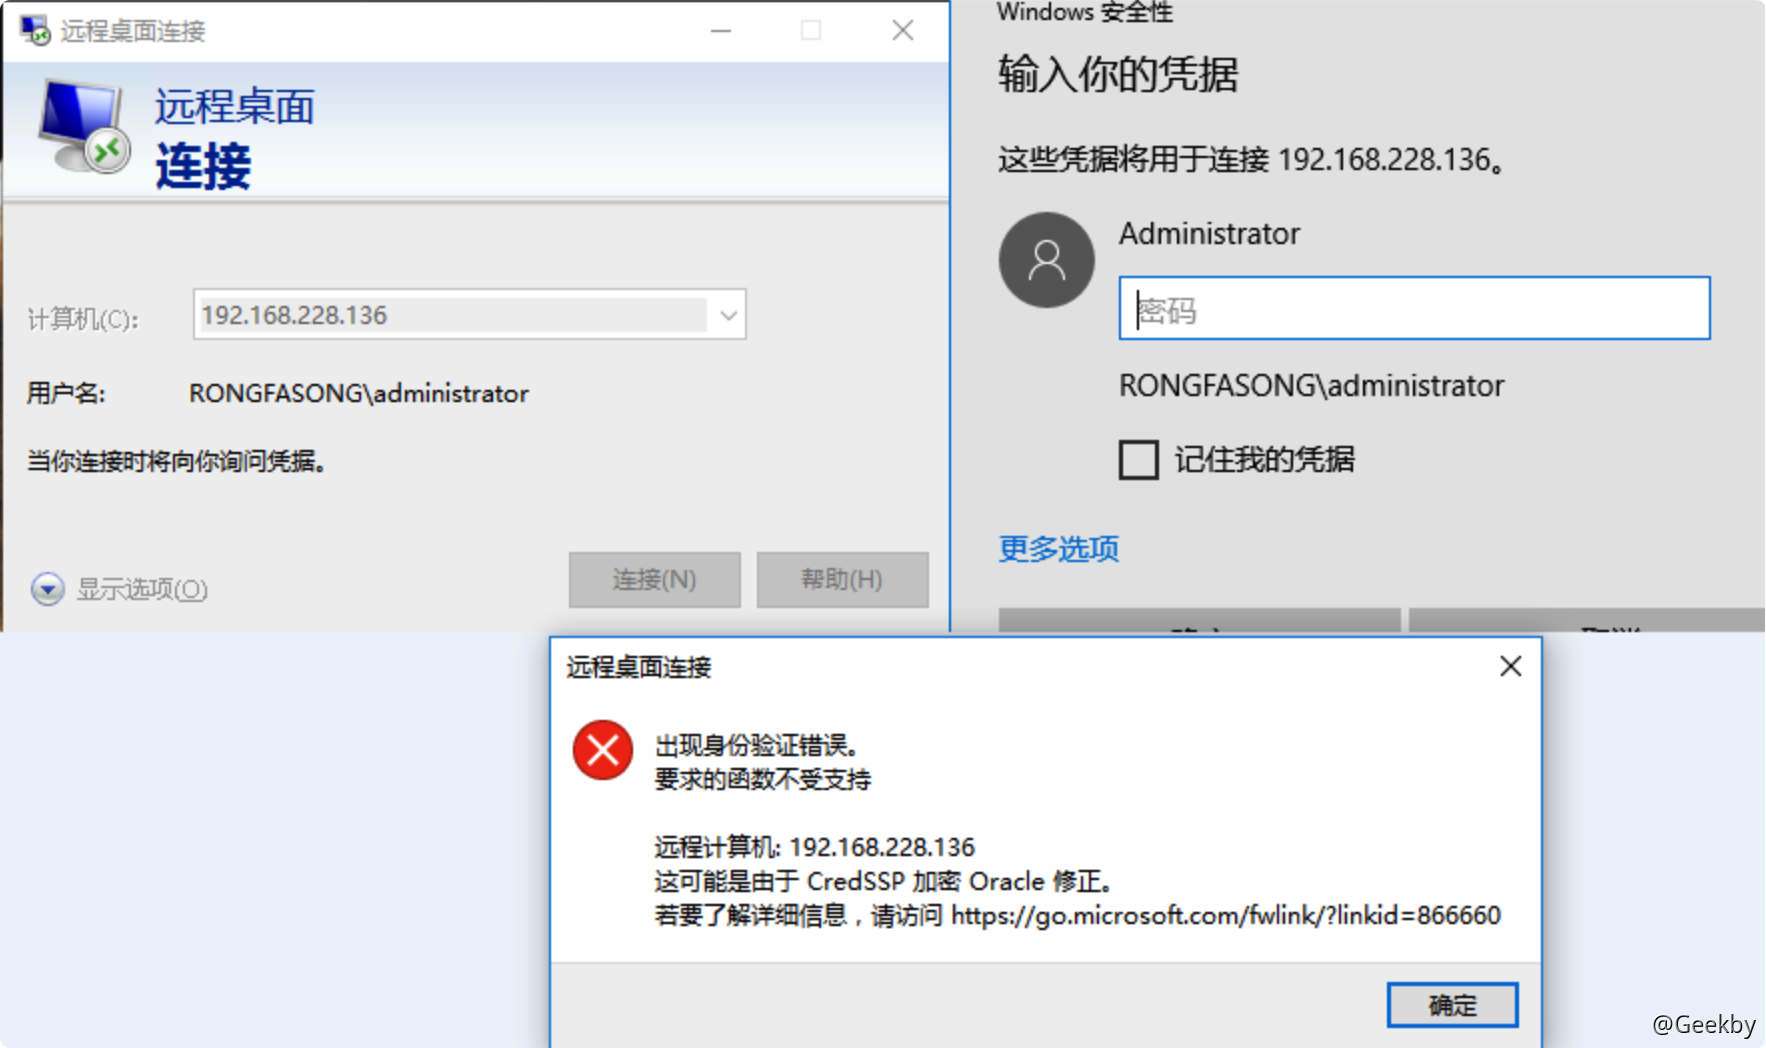 远程桌面连接
远程桌面
连接
计算机(C):
192.168.228.136
用户名:
RONGFASONG\administrator
当你连接时将向你询问凭据。
显示选项(O)
连接(N)
帮助(H)
Windows 安全性
输入你的凭据
这些凭据将用于连接 192.168.228.136。
Administrator
密码
RONGFASONG\administrator
记住我的凭据
更多选项
远程桌面连接
出现身份验证错误。
要求的函数不受支持
远程计算机: 192.168.228.136
这可能是由于 CredSSP 加密 Oracle 修正。
若要了解详细信息，请访问 https://go.microsoft.com/fwlink/?linkid=866660
确定
@Geekby